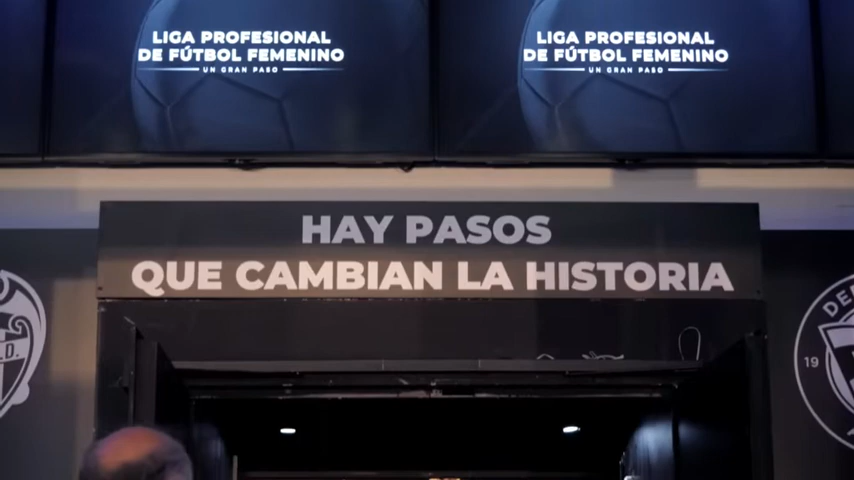 LIGA PROFESIONAL
DE FÚTBOL FEMENINO
UN GRAN PASO
LIGA PROFESIONAL
DE FÚTBOL FEMENINO
UN GRAN PASO
HAY PASOS
QUE CAMBIAN LA HISTORIA
19